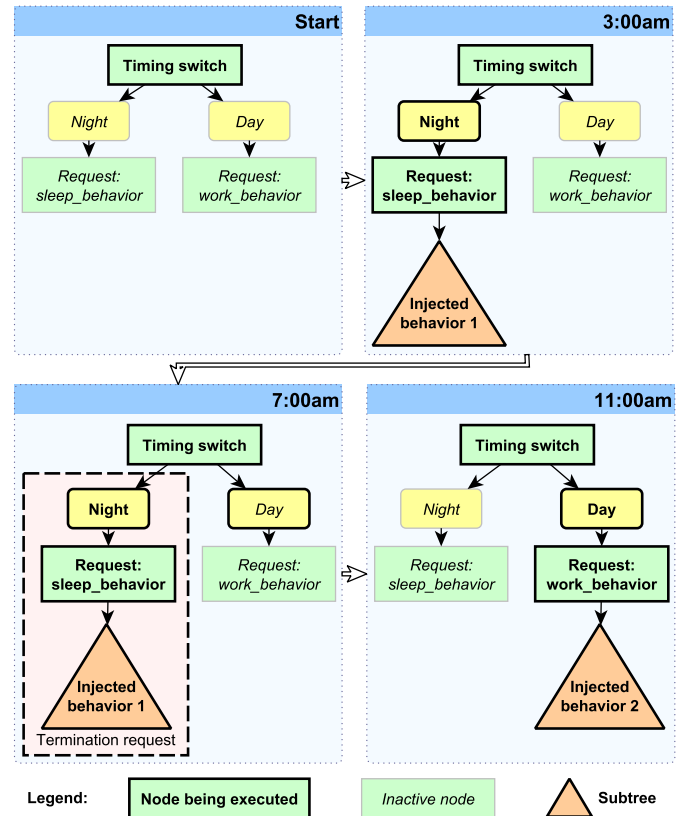 Start
Timing switch
Night
Day
Request:
sleep_behavior
Request:
work_behavior
3:00am
Timing switch
Night
Day
Request:
sleep_behavior
Request:
work_behavior
Injected
behavior 1
7:00am
Timing switch
Night
Day
Request:
sleep_behavior
Request:
work_behavior
Injected
behavior 1
Termination request
11:00am
Timing switch
Night
Day
Request:
sleep_behavior
Request:
work_behavior
Injected
behavior 2
Legend:
Node being executed
Inactive node
Subtree